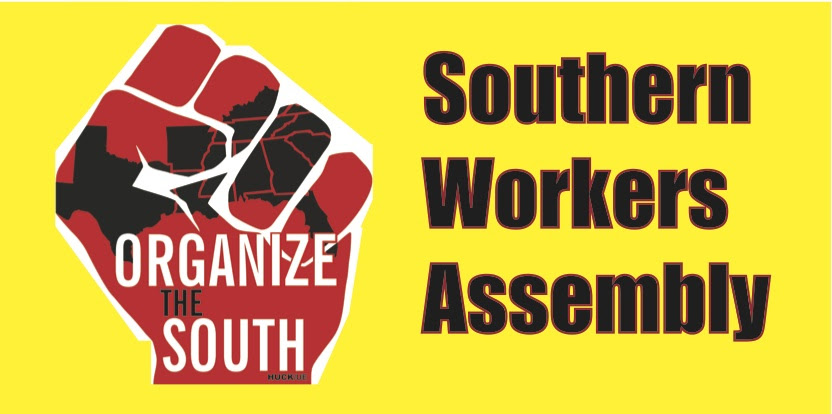 ORGANIZE
THE
SOUTH
Southern
Workers
Assembly